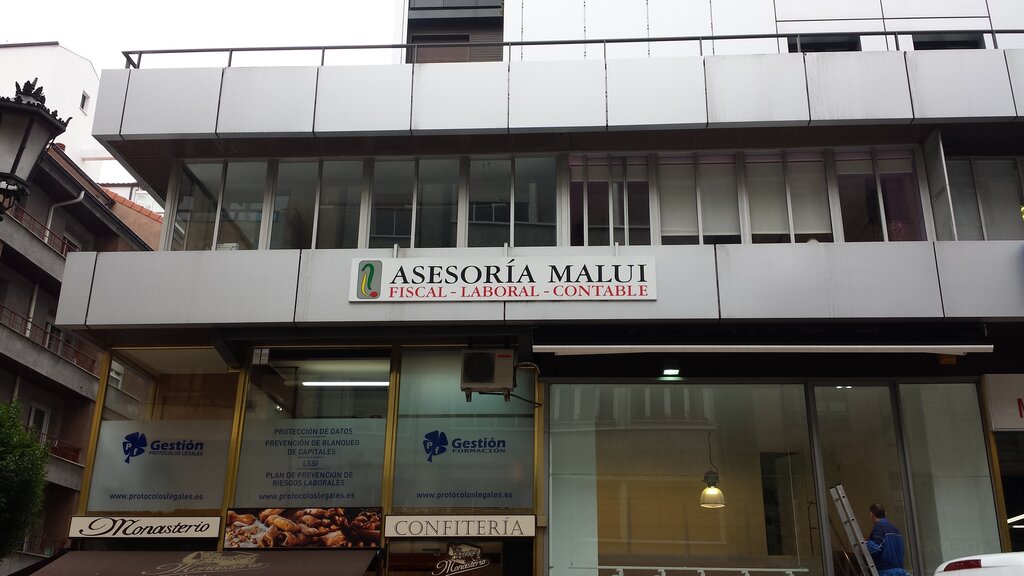 ASESORÍA MALUI
FISCAL - LABORAL - CONTABLE
Gestión
PROTOCOLOS LEGALES
www.protocoloslegales.es
PROTECCIÓN DE DATOS
PREVENCIÓN DE BLANQUEO
DE CAPITALES
LSSI
PLAN DE PREVENCIÓN DE
RIESGOS LABORALES
www.protocoloslegales.es
Gestión
FORMACIÓN
www.protocoloslegales.es
Monasterio
CONFITERÍA
Monasterio
Monasterio